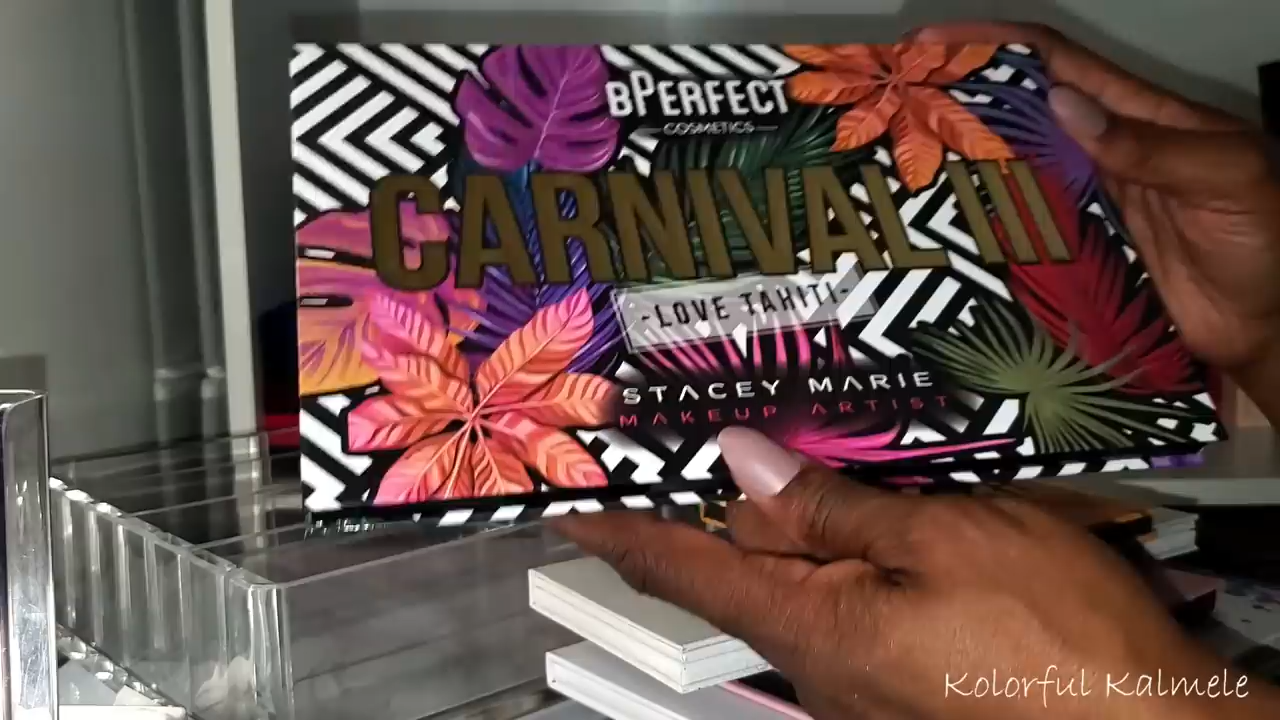 BPERFECT
COSMETICS
CARNIVAL III
-LOVE TAHITI-
STACEY MARIE
MAKEUP ARTIST
Kolorful Kalmele